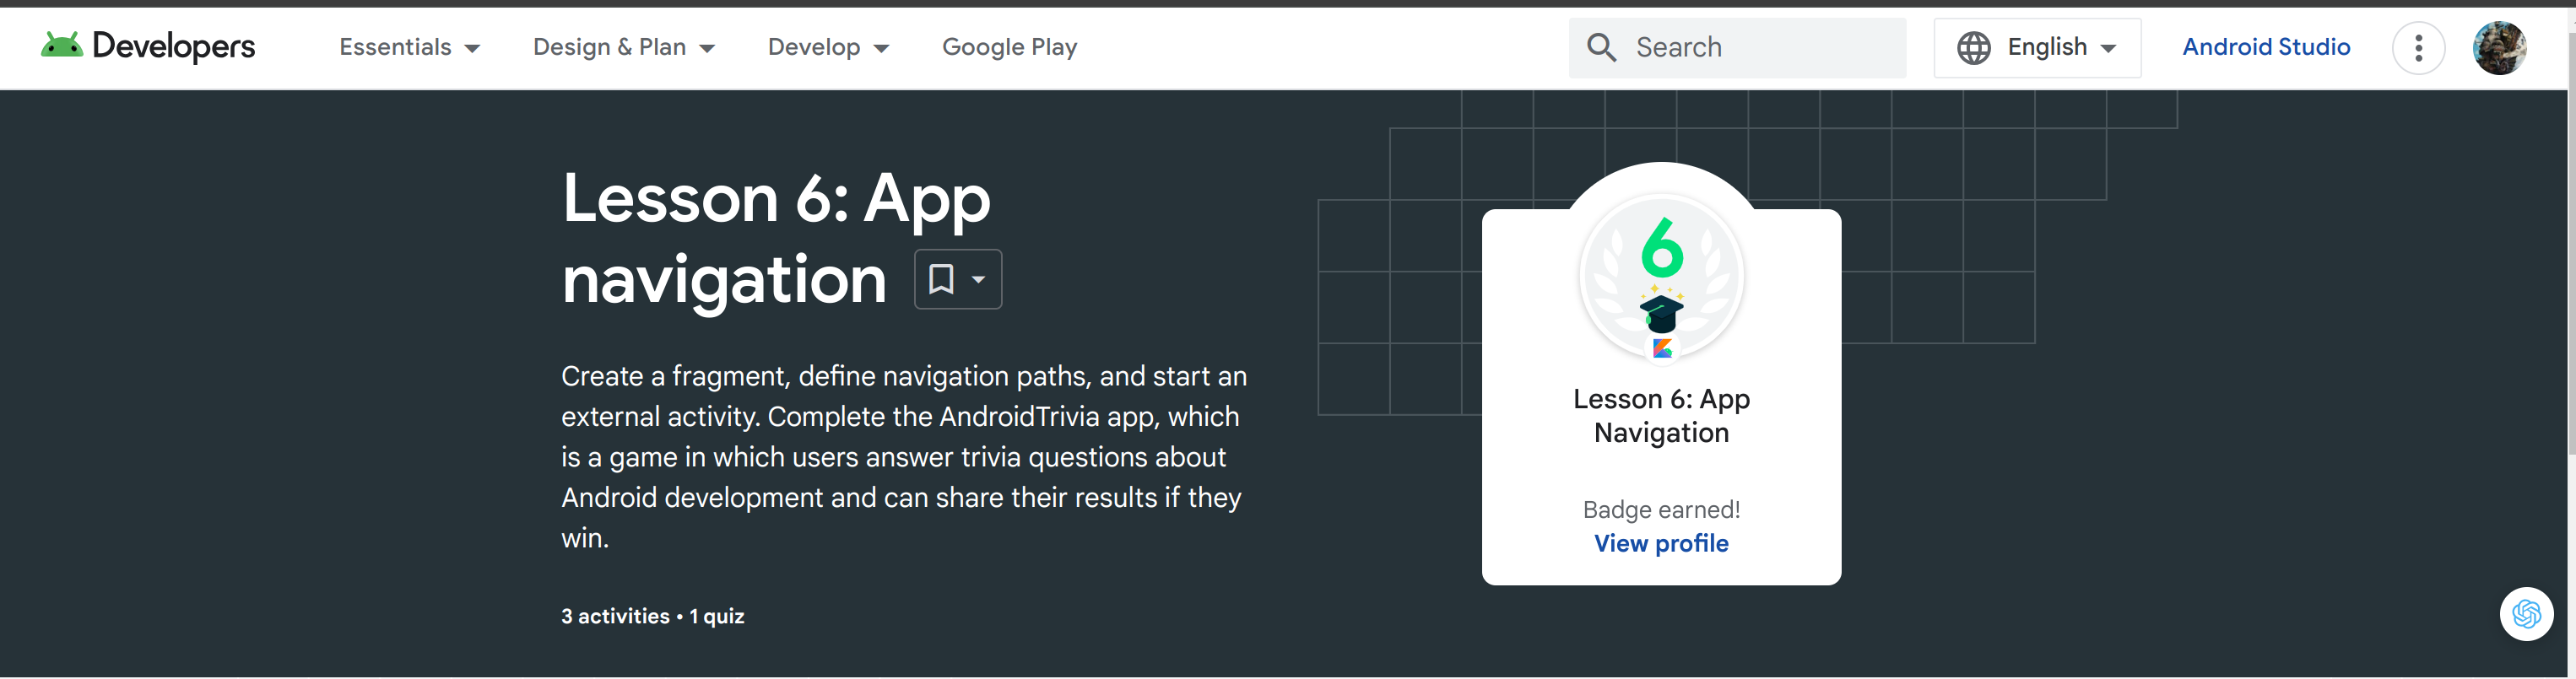 Developers
Essentials
Design & Plan
Develop
Google Play
Search
English
Android Studio
Lesson 6: App
navigation
Create a fragment, define navigation paths, and start an
external activity. Complete the AndroidTrivia app, which
is a game in which users answer trivia questions about
Android development and can share their results if they
win.
3 activities • 1 quiz
6
Lesson 6: App
Navigation
Badge earned!
View profile